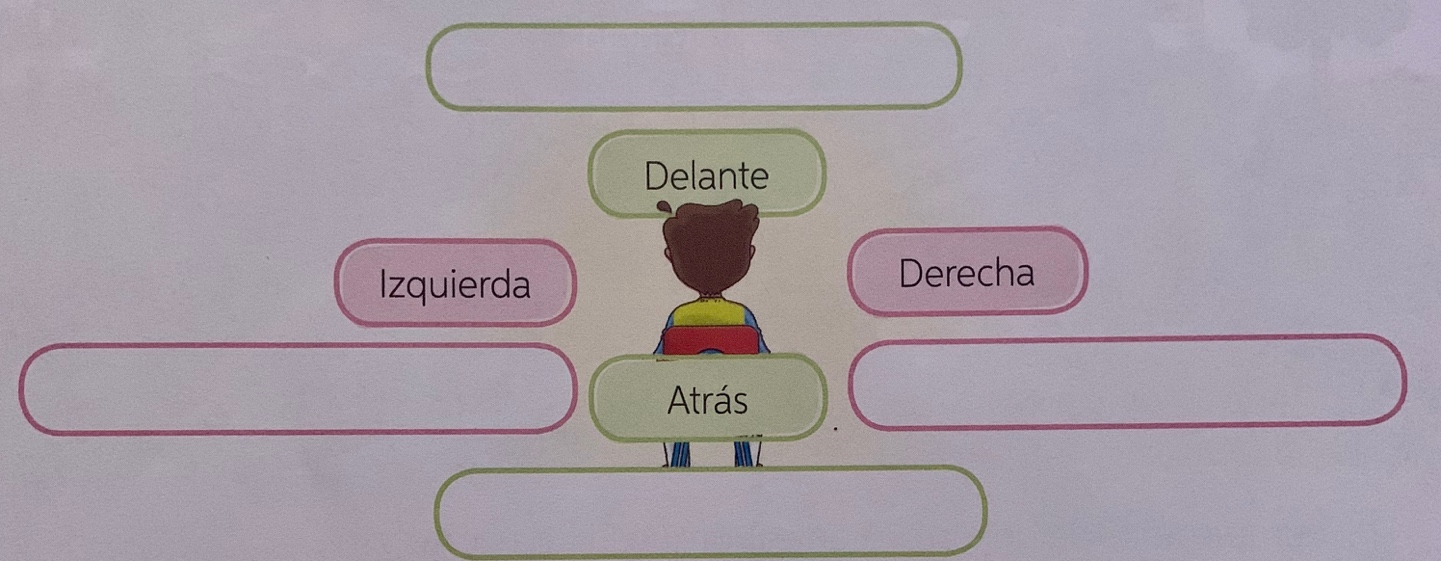 Delante
Izquierda
Derecha
Atrás